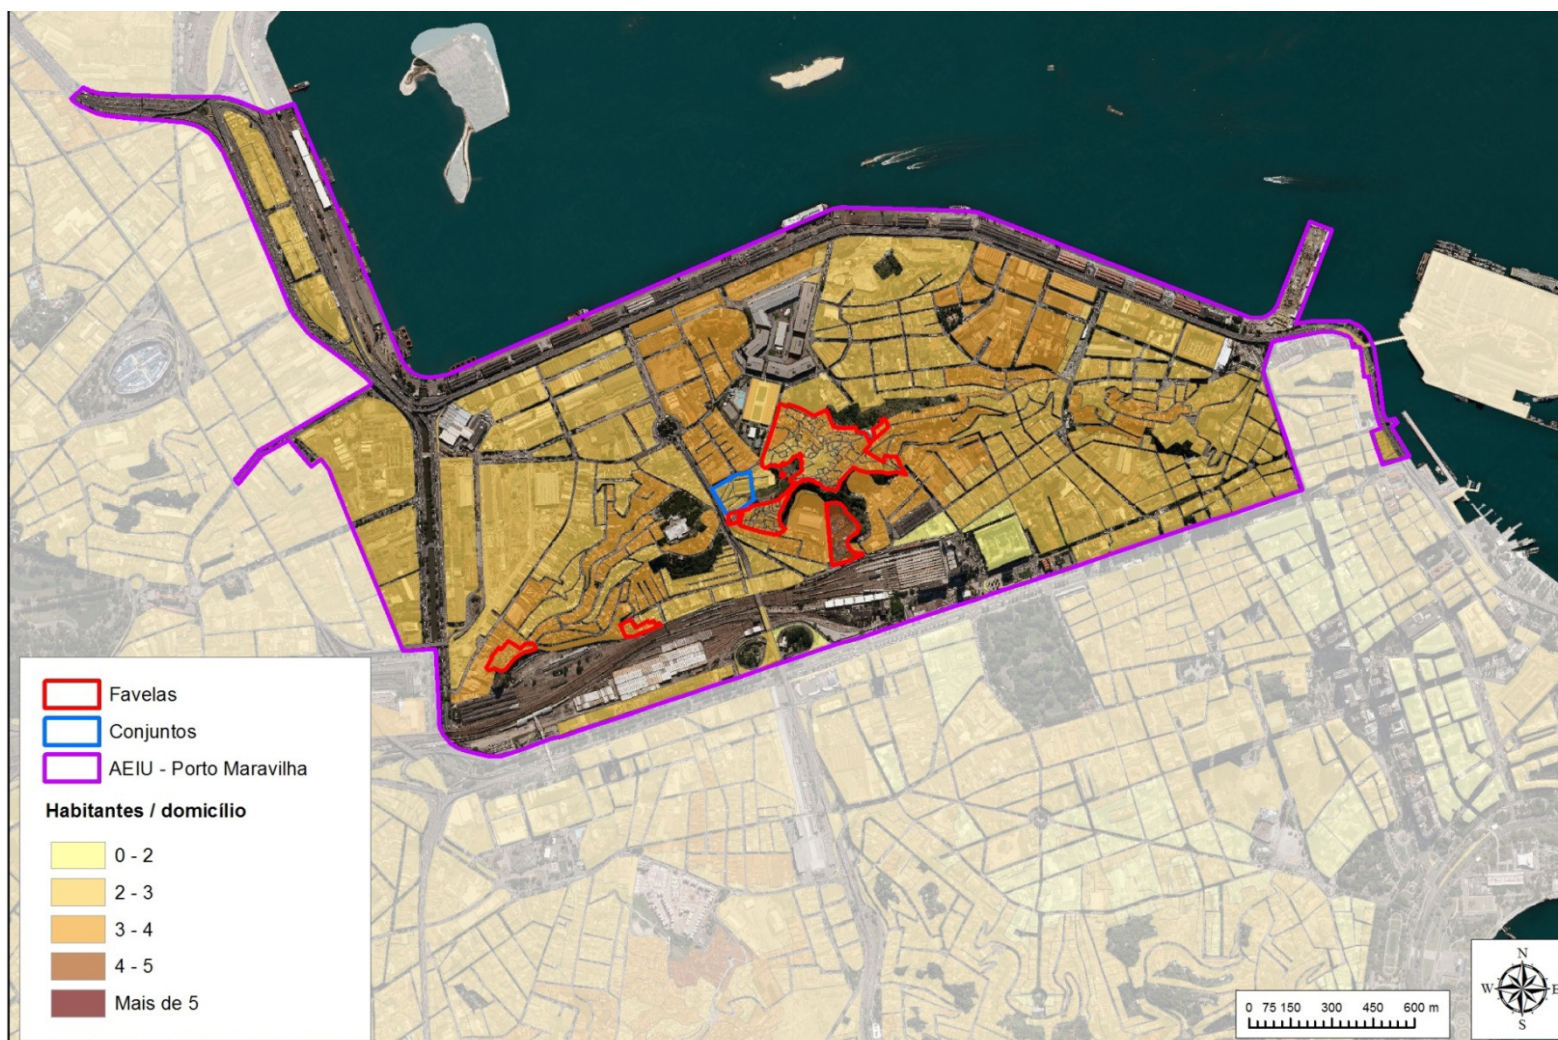 Favelas
Conjuntos
AEIU - Porto Maravilha
Habitantes / domicílio
0 - 2
2 - 3
3 - 4
4 - 5
Mais de 5
0 75 150 300 450 600 m
N
W E
S